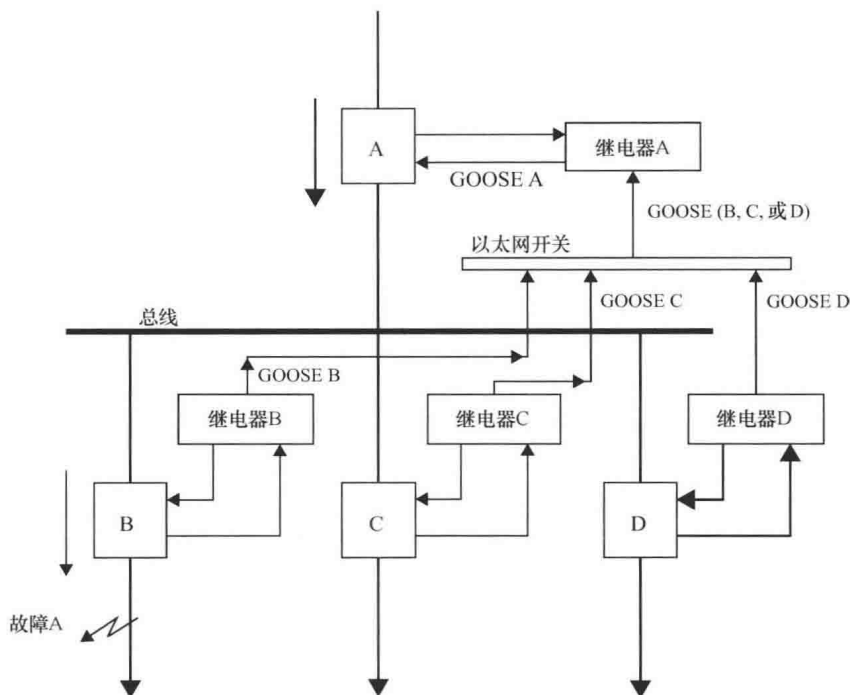 A
继电器A
GOOSE A
GOOSE (B, C, 或 D)
以太网开关
GOOSE C
GOOSE D
总线
GOOSE B
继电器B
继电器C
继电器D
B
C
D
故障A